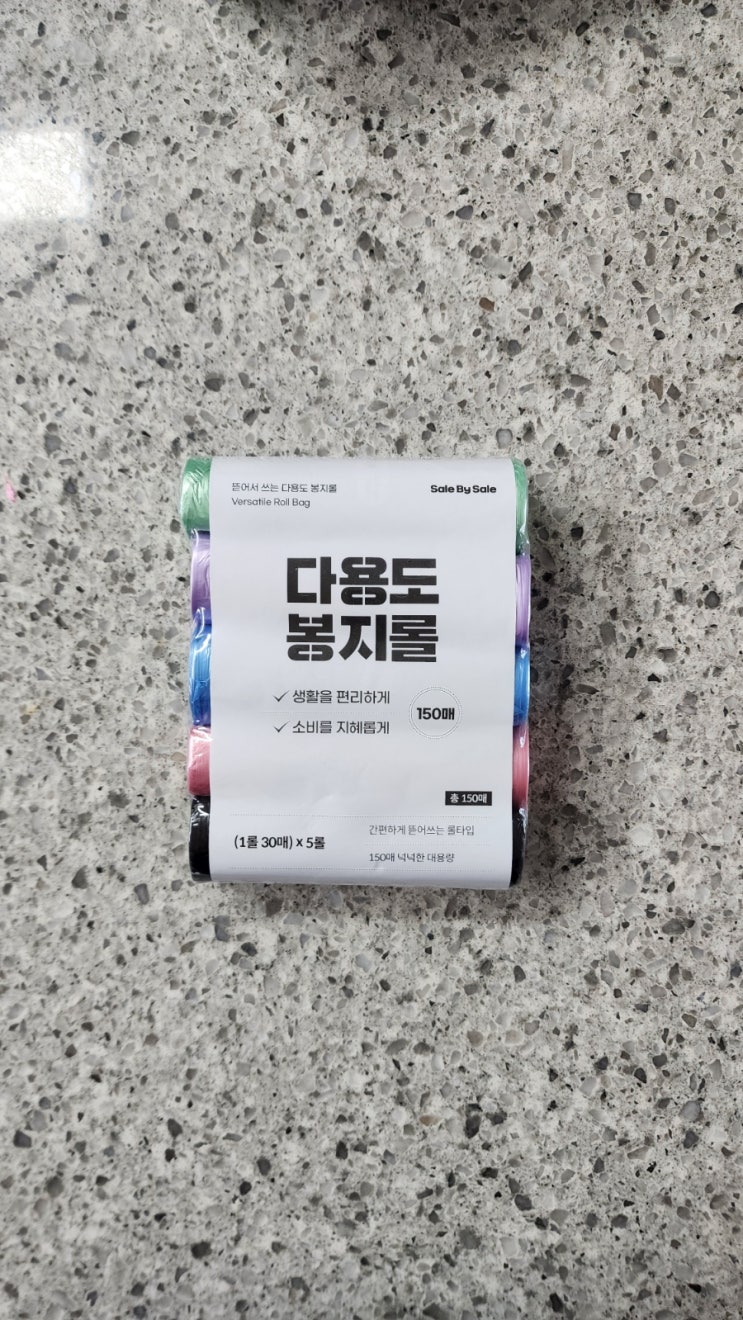 뜯어서 쓰는 다용도 봉지롤
Versatile Roll Bag
Sale By Sale
다용도
봉지롤
생활을 편리하게
소비를 지혜롭게
150매
총 150매
(1롤 30매) x 5롤
간편하게 뜯어쓰는 롤타입
150매 넉넉한 대용량